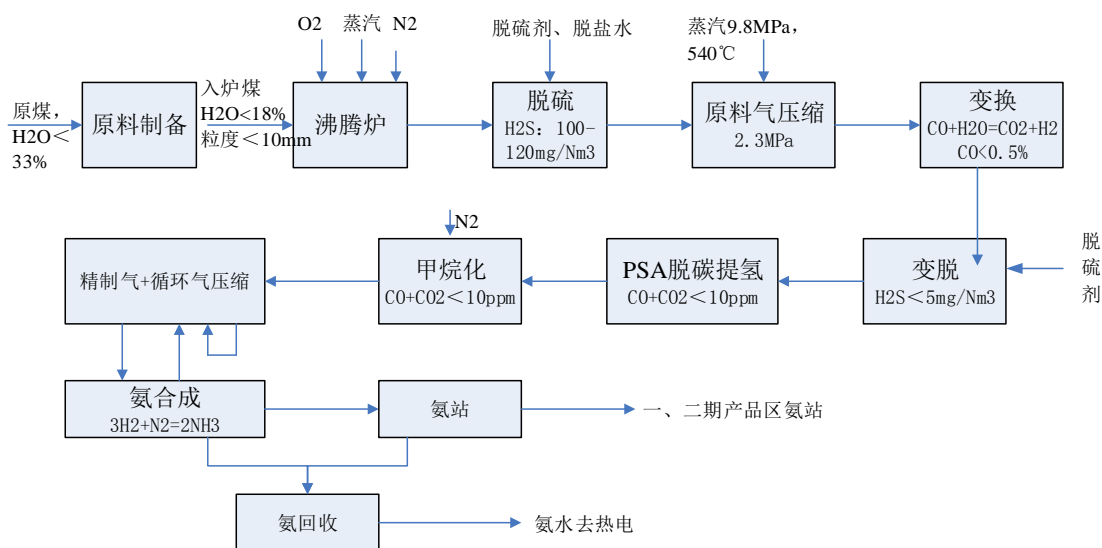 O2
蒸汽
N2
脱硫剂、脱盐水
蒸汽9.8MPa，
540℃
原煤，
H2O＜
33%
原料制备
入炉煤
H2O<18%
粒度＜10mm
沸腾炉
脱硫
H2S：100-
120mg/Nm3
原料气压缩
2.3MPa
变换
CO+H2O=CO2+H2
CO<0.5%
脱
硫
剂
变脱
H2S＜5mg/Nm3
PSA脱碳提氢
CO+CO2＜10ppm
N2
甲烷化
CO+CO2＜10ppm
精制气+循环气压缩
氨合成
3H2+N2=2NH3
氨站
一、二期产品区氨站
氨回收
氨水去热电